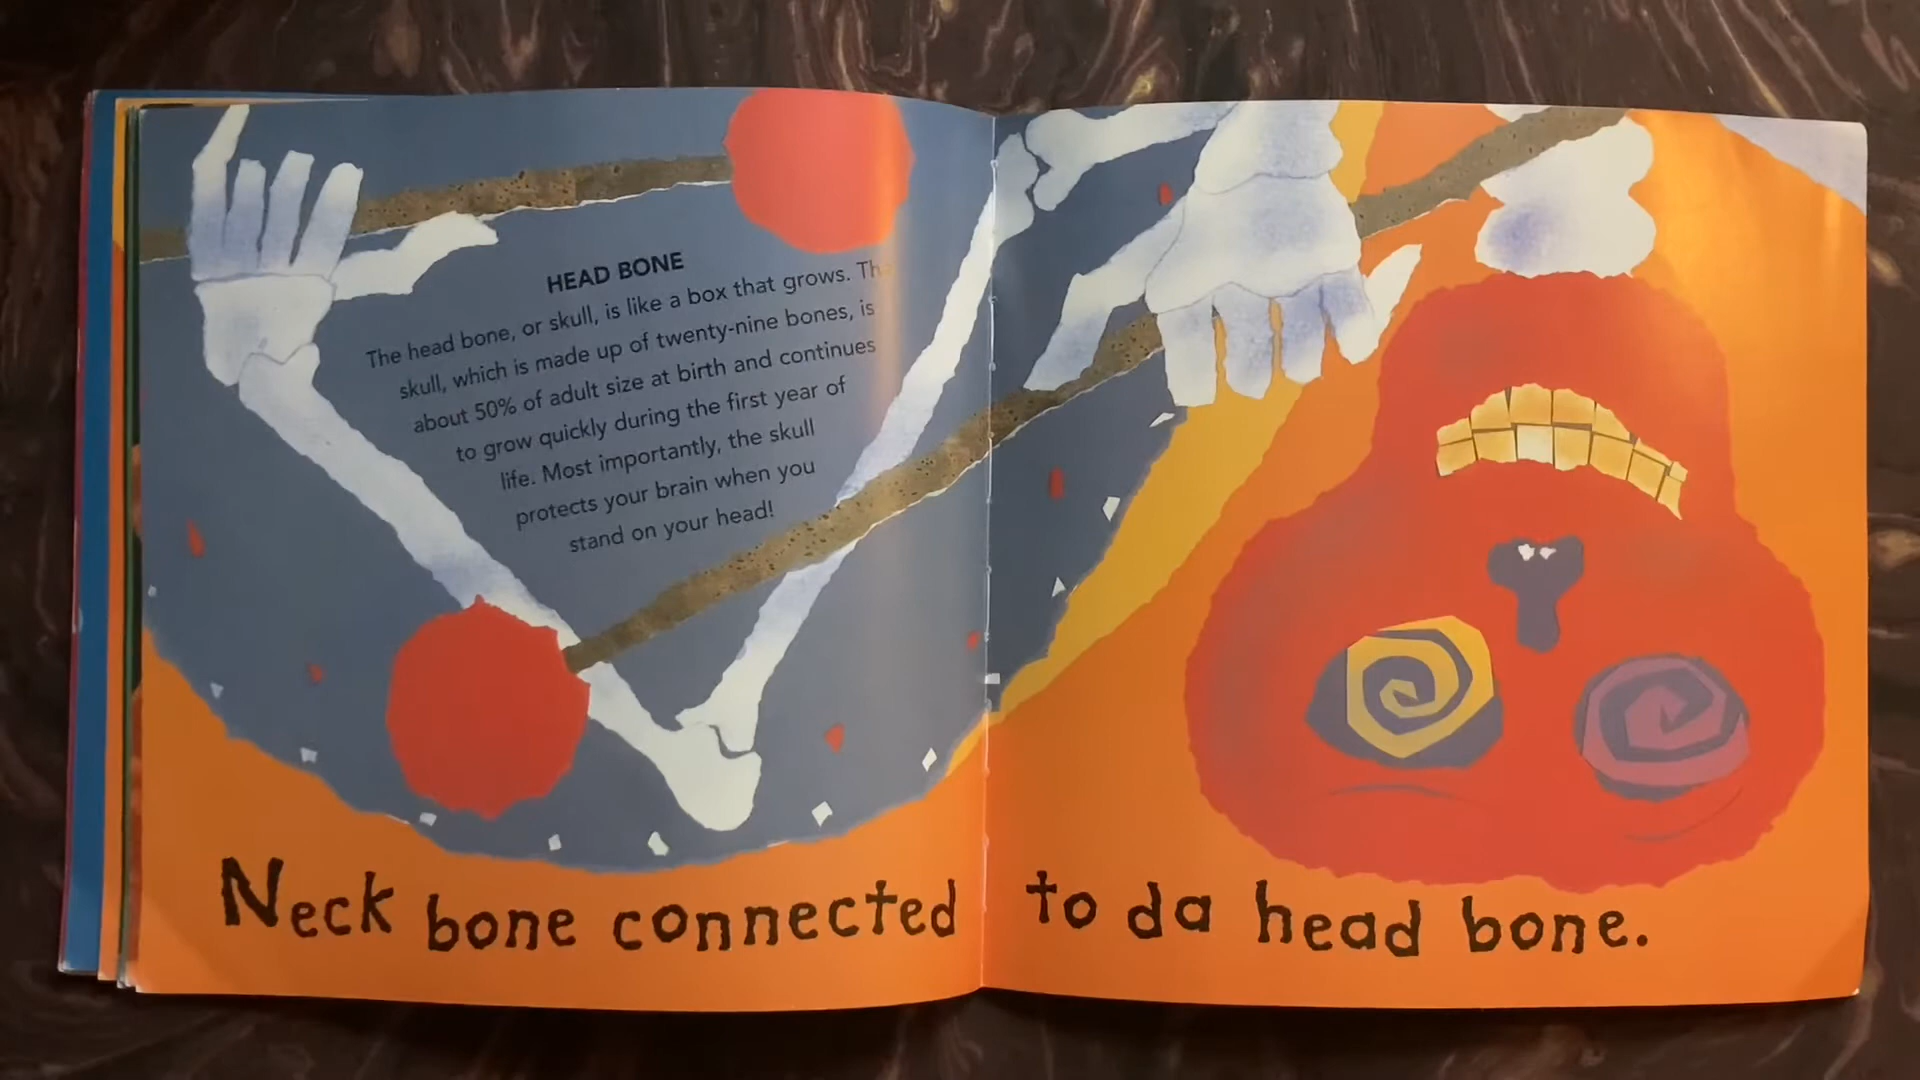 HEAD BONE
The head bone, or skull, is like a box that grows. The
skull, which is made up of twenty-nine bones, is
about 50% of adult size at birth and continues
to grow quickly during the first year of
life. Most importantly, the skull
protects your brain when you
stand on your head!
Neck bone connected to da head bone.